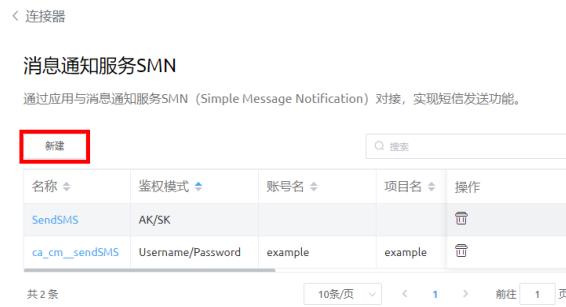 < 连接器
消息通知服务SMN
通过应用与消息通知服务SMN（Simple Message Notification）对接，实现短信发送功能。
新建 搜索
名称 鉴权模式 账号名 项目名 操作
SendSMS AK/SK
ca_cm__sendSMS Username/Password example example
共 2 条 10条/页 < 1 > 前往 1 页